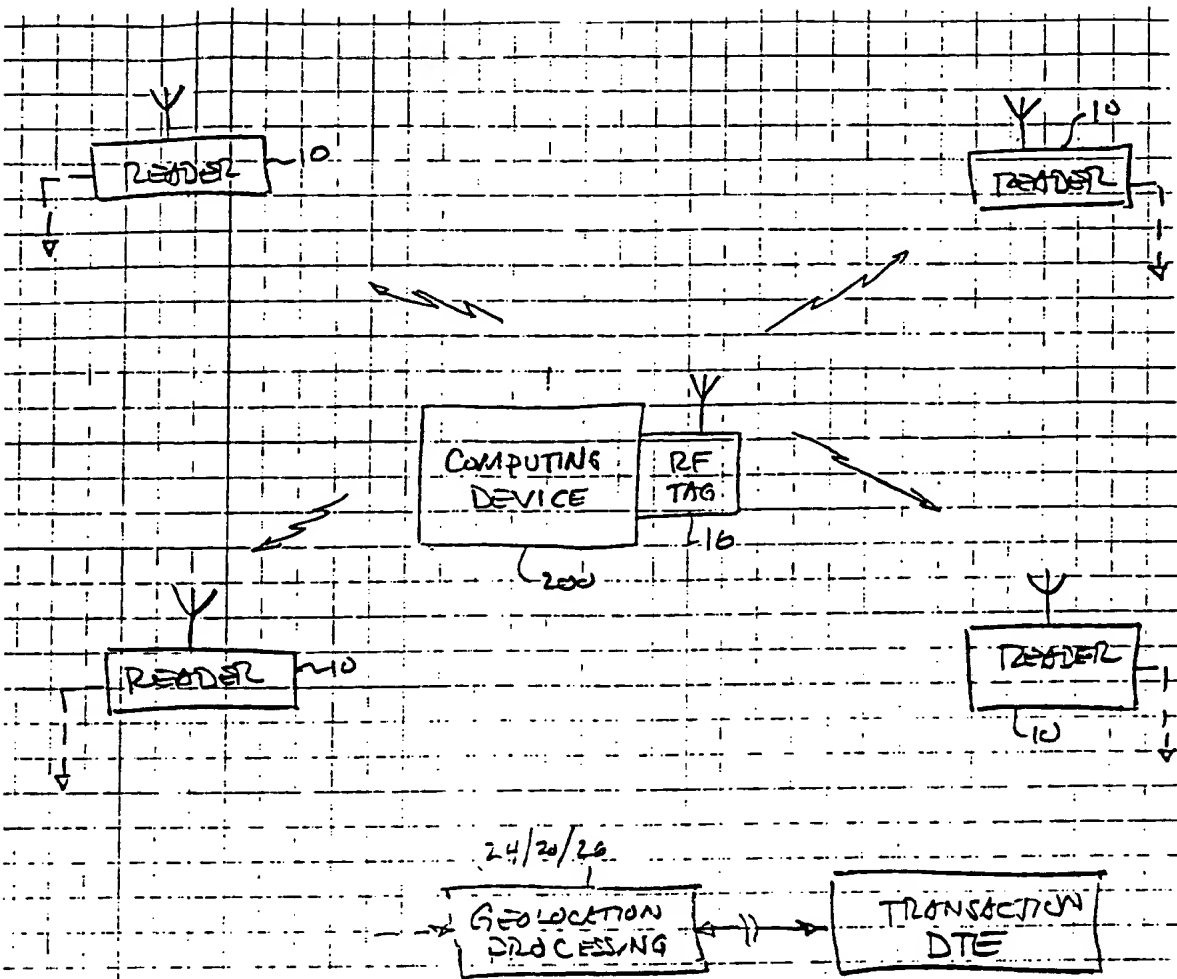 READER
10
10
READER
COMPUTING
DEVICE
RF
TAG
16
200
READER
10
READER
10
24/20/26
GEOLOCATION
PROCESSING
TRANSACTION
DTE